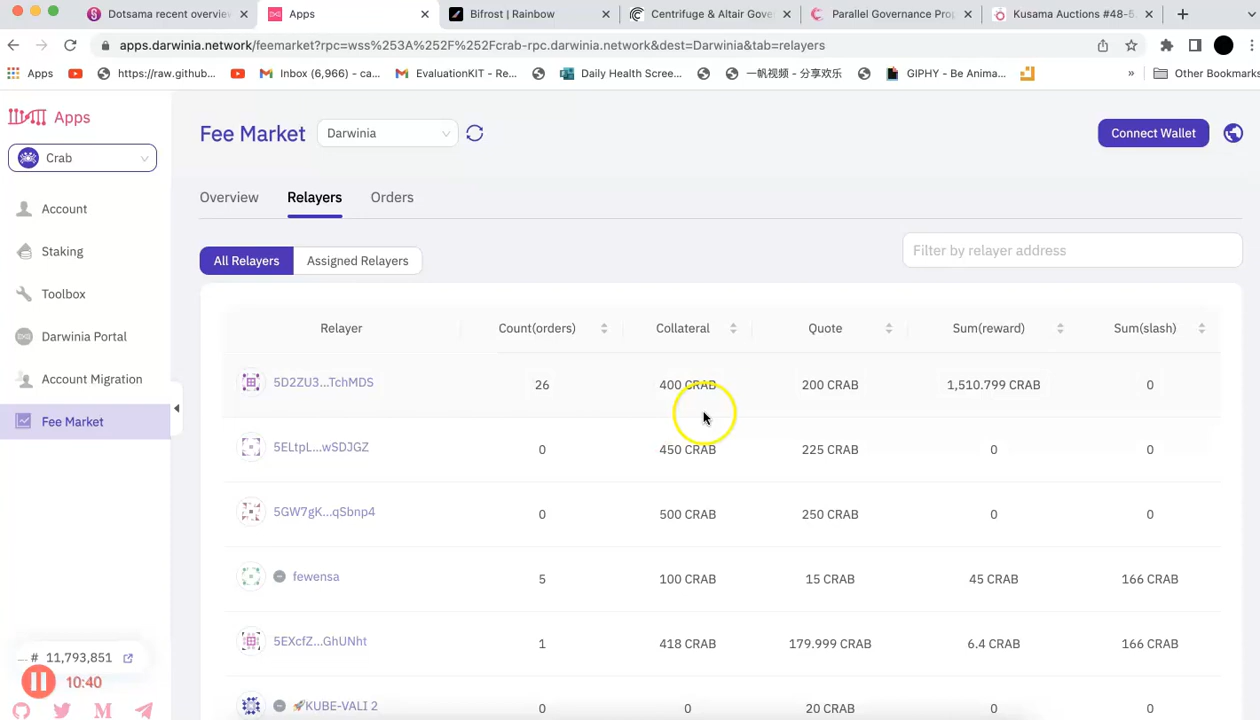 Dotsama recent overview
Apps
Bifrost | Rainbow
Centrifuge & Altair Gove
Parallel Governance Prop
Kusama Auctions #48-5
apps.darwinia.network/feemarket?rpc=wss%253A%252F%252Fcrab-rpc.darwinia.network&dest=Darwinia&tab=relayers
Apps
https://raw.github...
Inbox (6,966) - ca...
EvaluationKIT - Re...
Daily Health Scree...
一帆视频 - 分享欢乐
GIPHY - Be Anima...
»
Other Bookmarks
Apps
Crab
Account
Staking
Toolbox
Darwinia Portal
Account Migration
Fee Market
Fee Market
Darwinia
Connect Wallet
Overview
Relayers
Orders
All Relayers
Assigned Relayers
Filter by relayer address
Relayer Count(orders) Collateral Quote Sum(reward) Sum(slash)
5D2ZU3...TchMDS 26 400 CRAB 200 CRAB 1,510.799 CRAB 0
5ELtpL...wSDJGZ 0 450 CRAB 225 CRAB 0 0
5GW7gK...qSbnp4 0 500 CRAB 250 CRAB 0 0
fewensa 5 100 CRAB 15 CRAB 45 CRAB 166 CRAB
5EXcfZ...GhUNht 1 418 CRAB 179.999 CRAB 6.4 CRAB 166 CRAB
🚀KUBE-VALI 2 0 0 20 CRAB 0 0
# 11,793,851
10:40